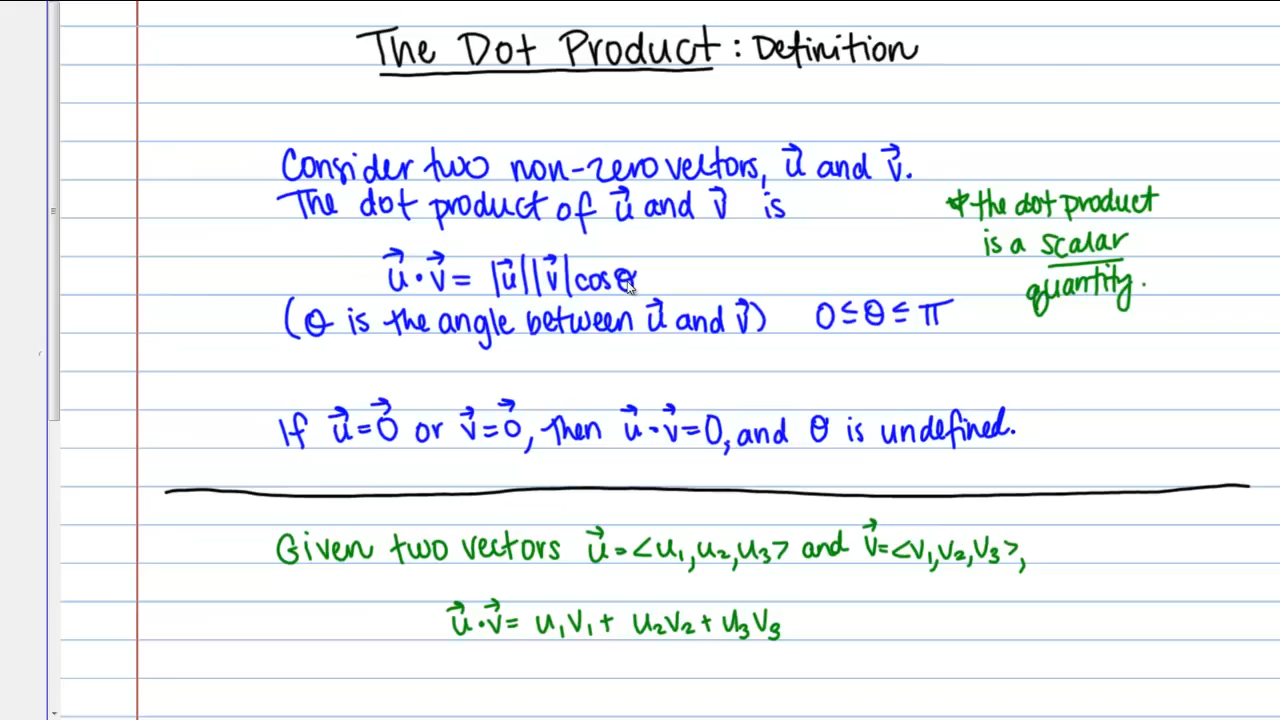 The Dot Product : Definition
Consider two non-zero vectors, u⃗ and v⃗.
The dot product of u⃗ and v⃗ is
* the dot product
is a scalar
quantity.
u⃗ · v⃗ = |u⃗||v⃗| cos θ
(θ is the angle between u⃗ and v⃗) 0 ≤ θ ≤ π
If u⃗ = 0⃗ or v⃗ = 0⃗, then u⃗ · v⃗ = 0, and θ is undefined.
Given two vectors u⃗ = <u₁, u₂, u₃> and v⃗ = <v₁, v₂, v₃>,
u⃗ · v⃗ = u₁v₁ + u₂v₂ + u₃v₃